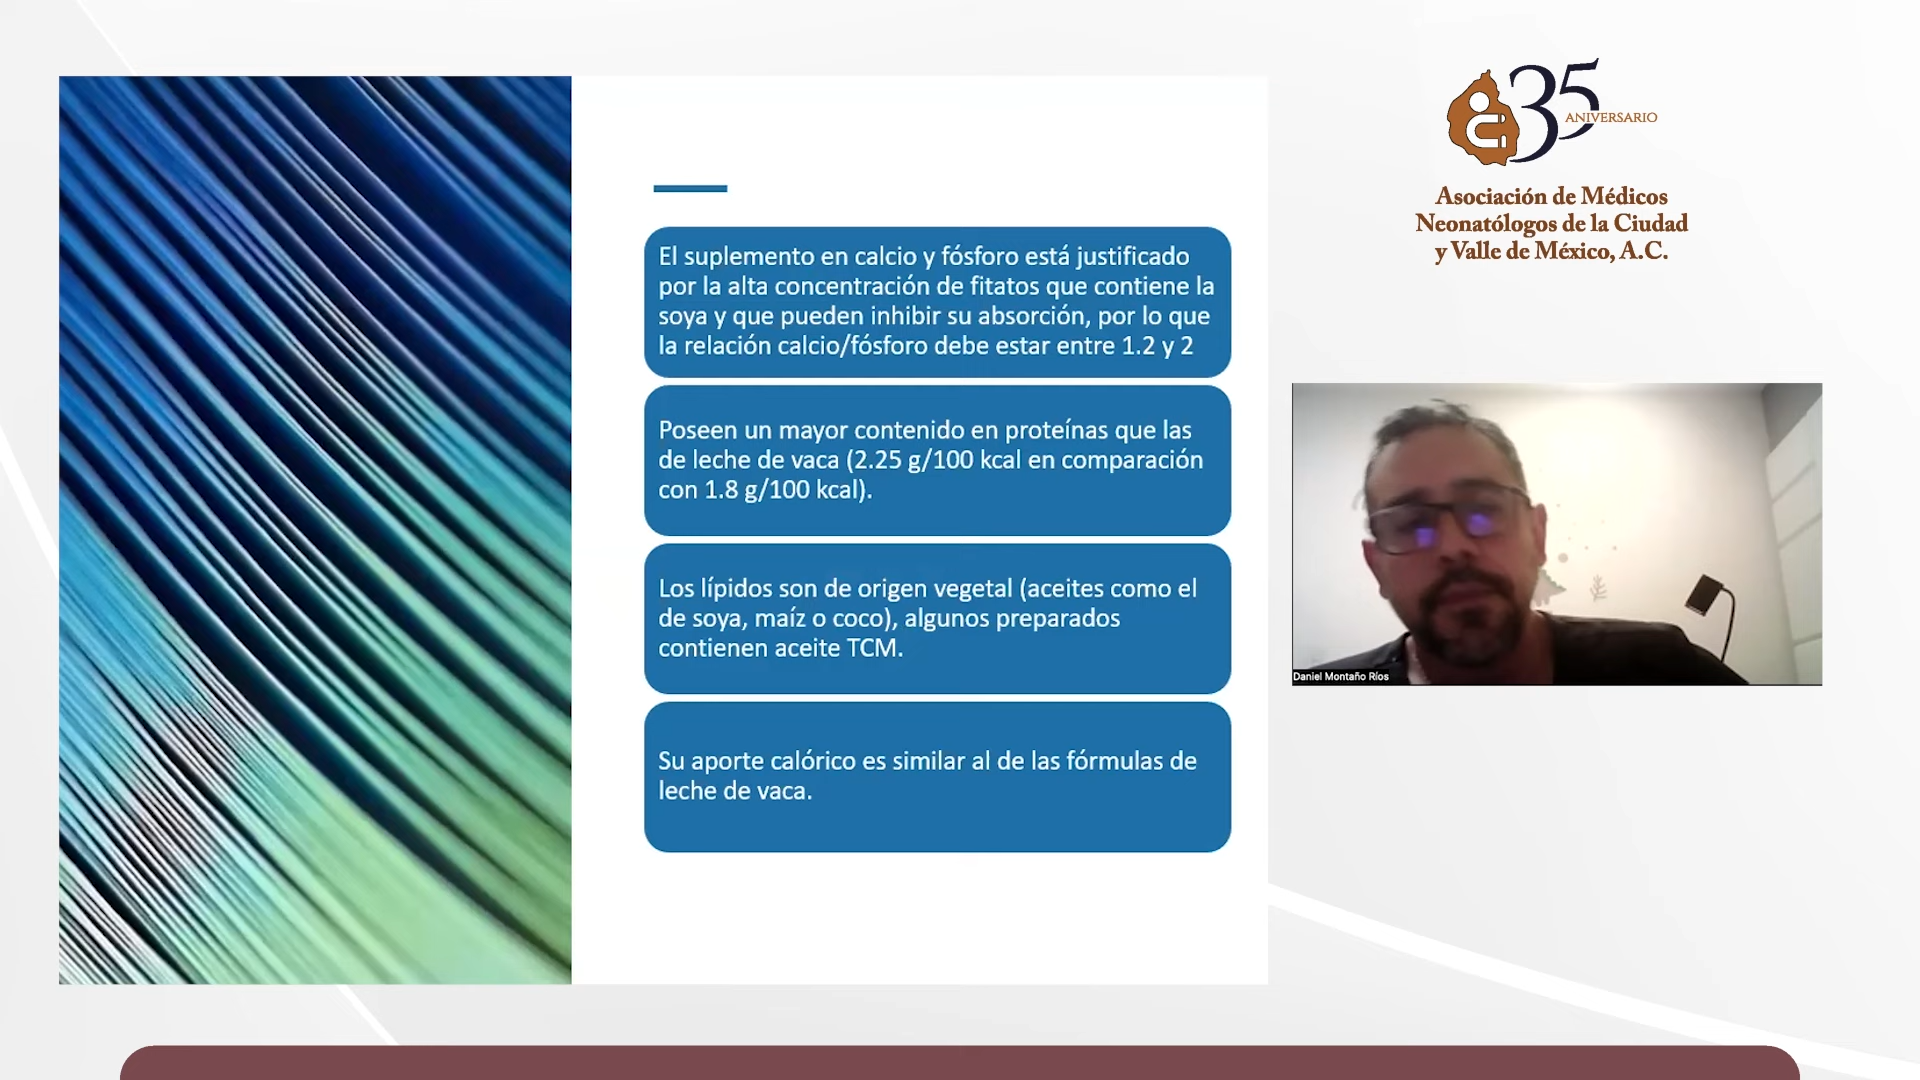 El suplemento en calcio y fósforo está justificado
por la alta concentración de fitatos que contiene la
soya y que pueden inhibir su absorción, por lo que
la relación calcio/fósforo debe estar entre 1.2 y 2
Poseen un mayor contenido en proteínas que las
de leche de vaca (2.25 g/100 kcal en comparación
con 1.8 g/100 kcal).
Los lípidos son de origen vegetal (aceites como el
de soya, maíz o coco), algunos preparados
contienen aceite TCM.
Su aporte calórico es similar al de las fórmulas de
leche de vaca.
35
ANIVERSARIO
Asociación de Médicos
Neonatólogos de la Ciudad
y Valle de México, A.C.
Daniel Montaño Ríos